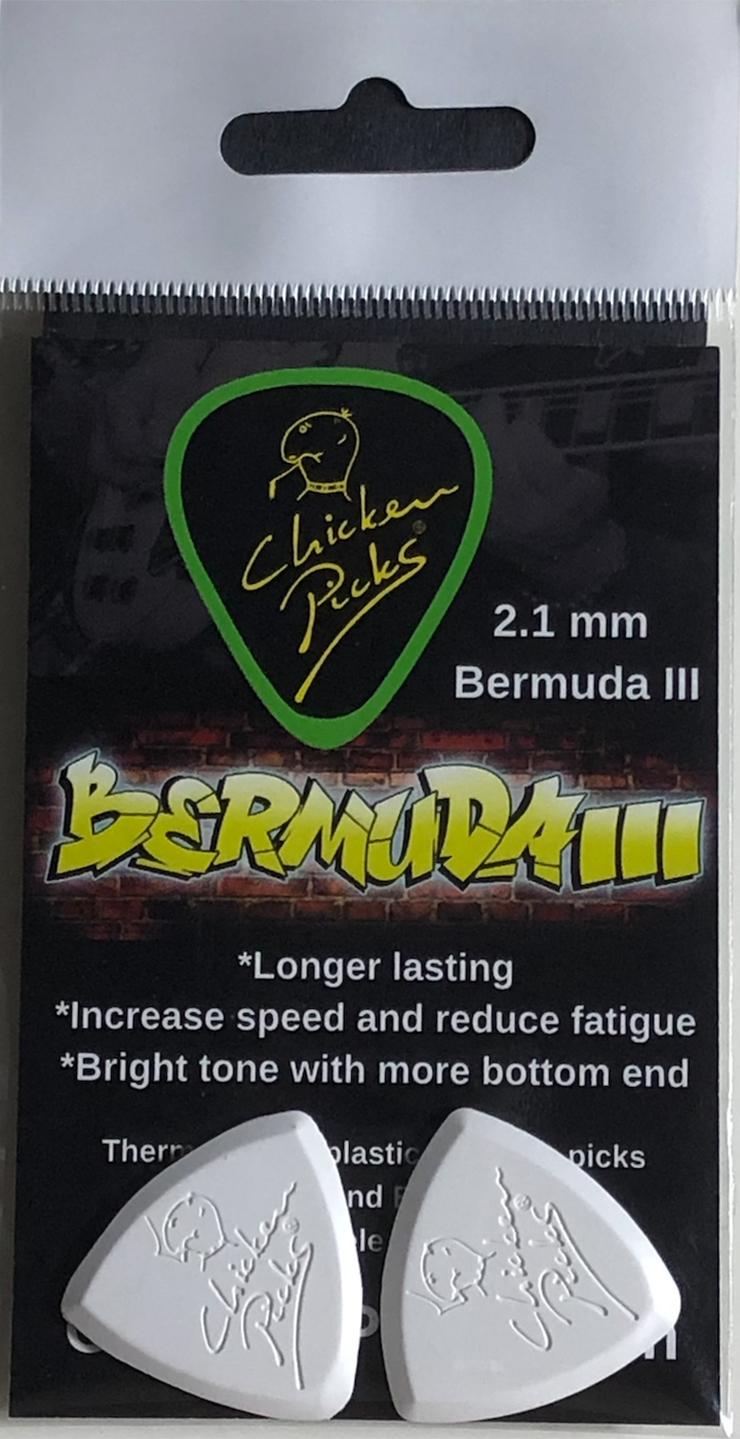 Chicken
Picks
®
2.1 mm
Bermuda III
BERMUDA III
*Longer lasting
*Increase speed and reduce fatigue
*Bright tone with more bottom end
picks
Chicken
Picks
Chicken
Picks